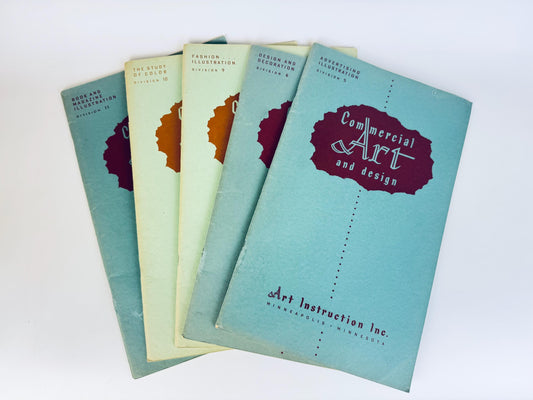 BOOK AND
MAGAZINE
ILLUSTRATION
DIVISION 11
THE STUDY
OF COLOR
DIVISION 10
FASHION
ILLUSTRATION
DIVISION 9
DESIGN AND
DECORATION
DIVISION 6
ADVERTISING
ILLUSTRATION
DIVISION 5
Commercial
Art
and design
Art Instruction Inc.
MINNEAPOLIS • MINNESOTA